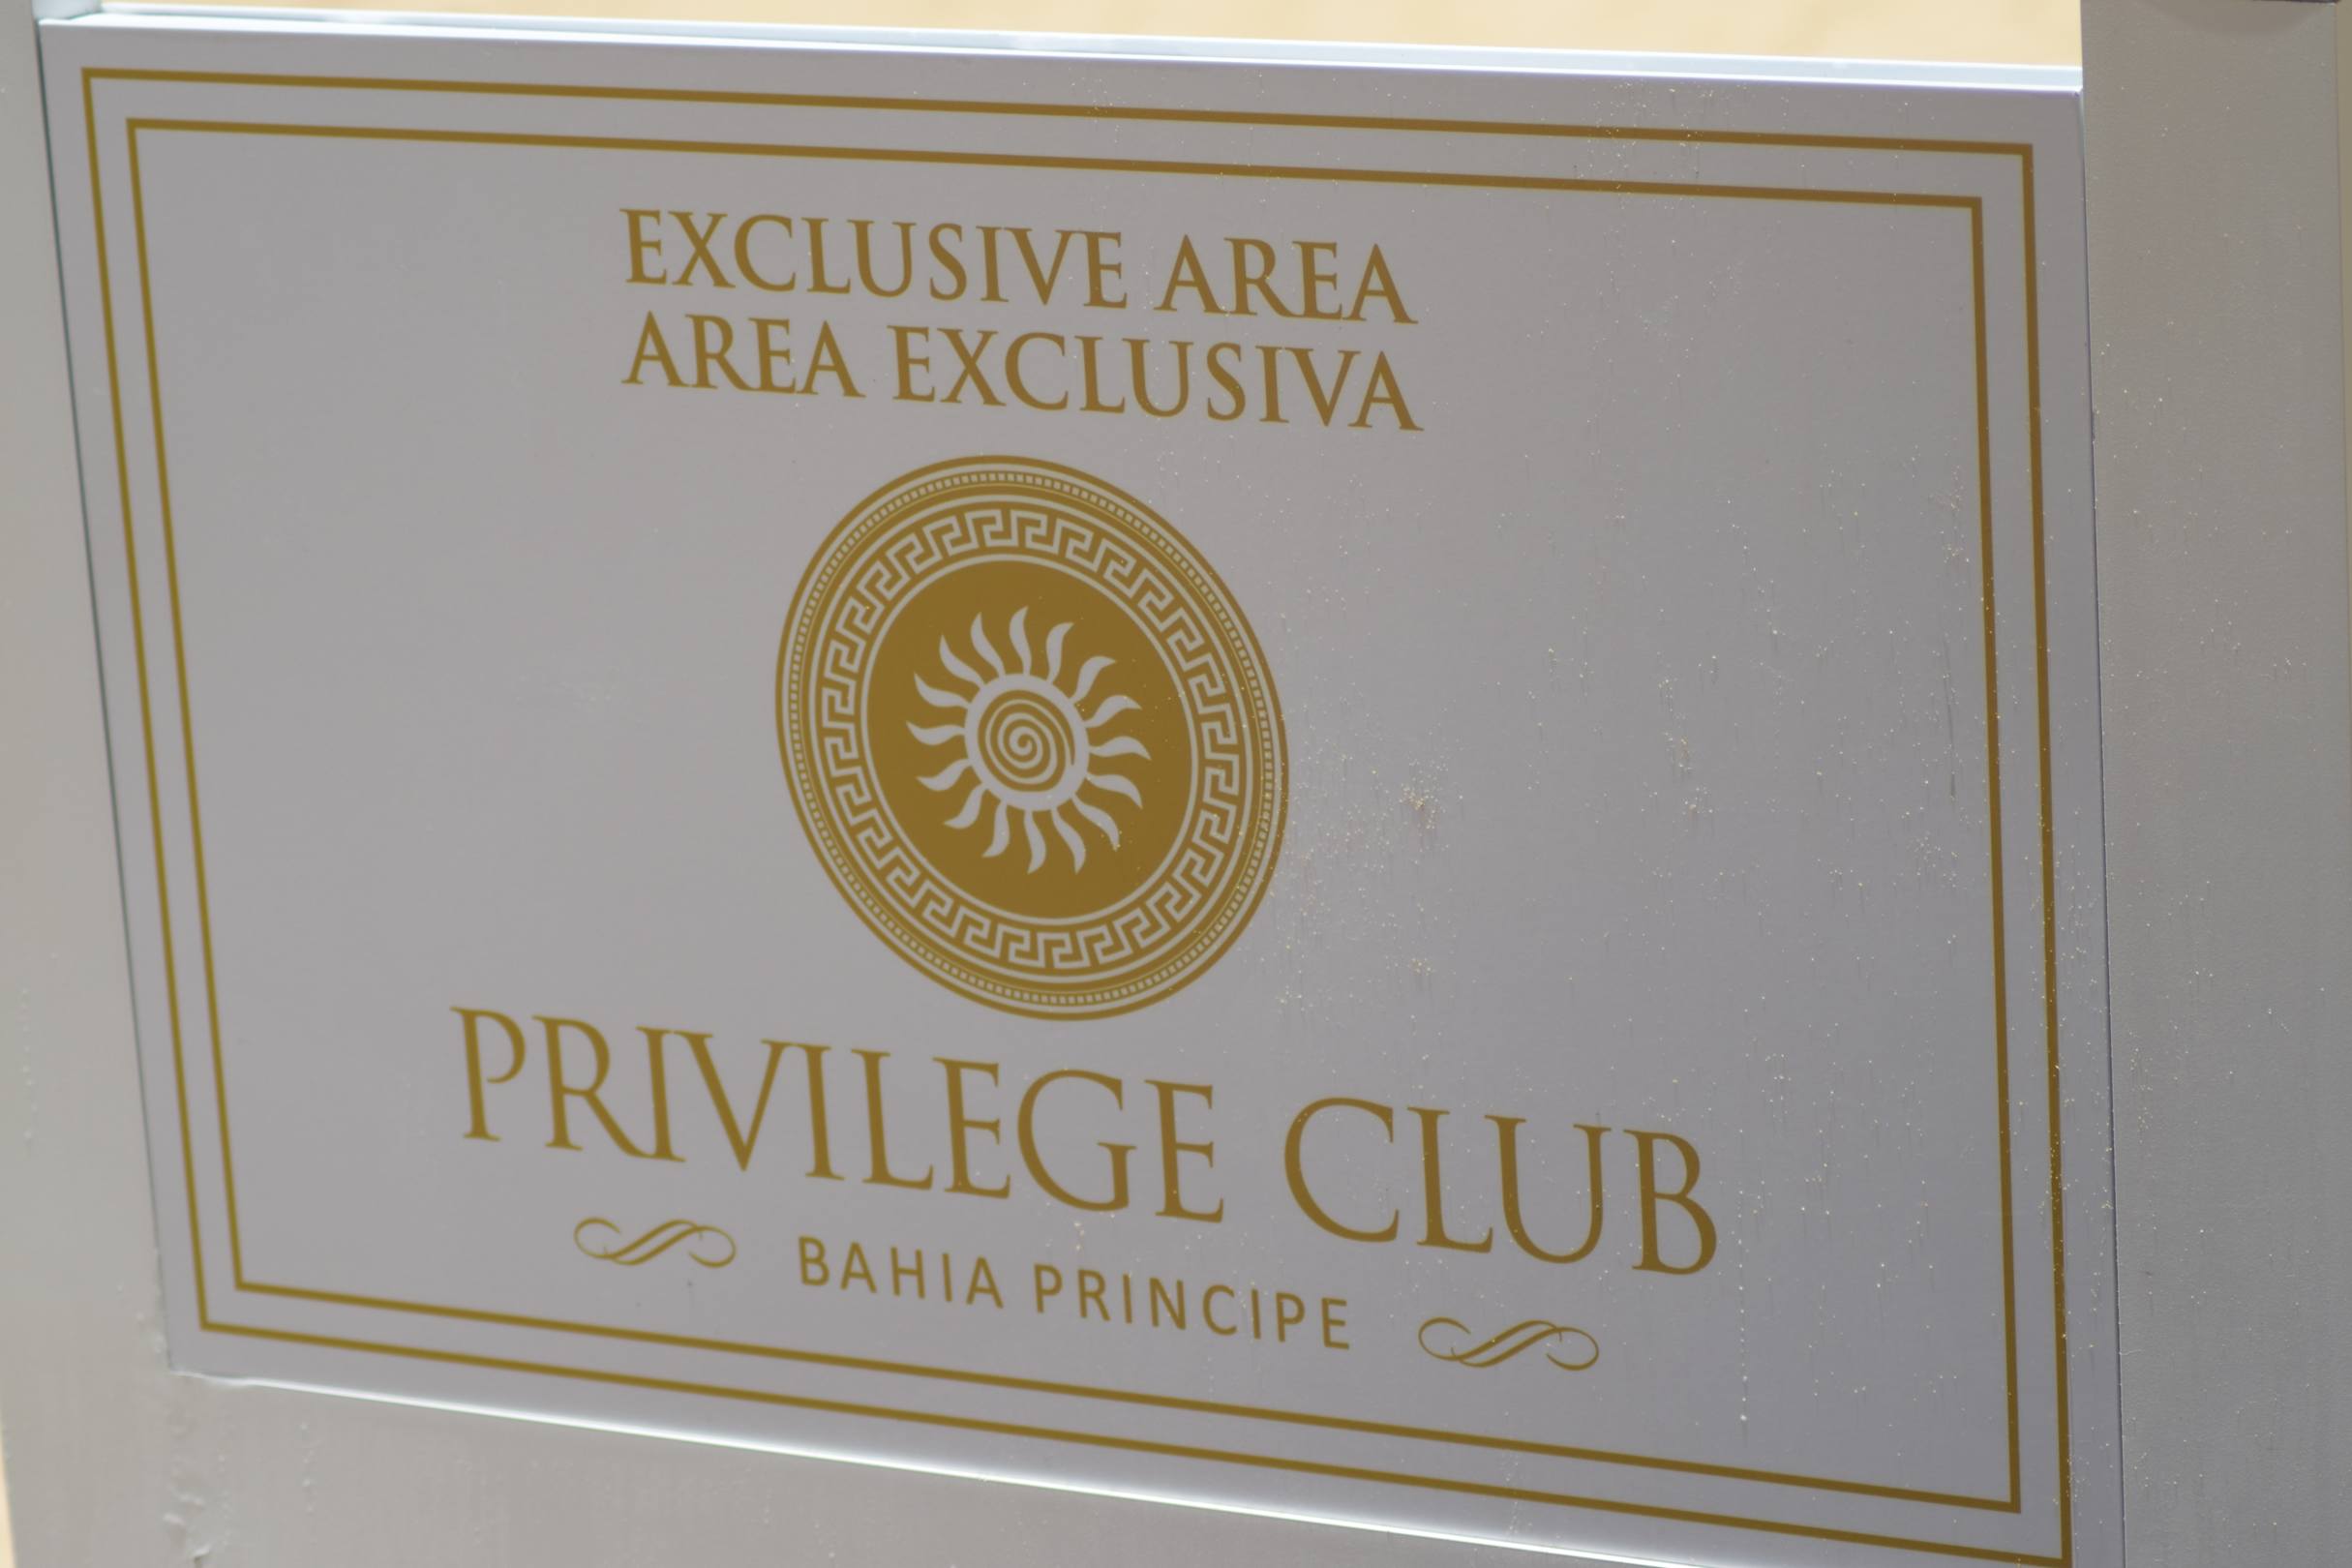 EXCLUSIVE AREA
AREA EXCLUSIVA
PRIVILEGE CLUB
BAHIA PRINCIPE